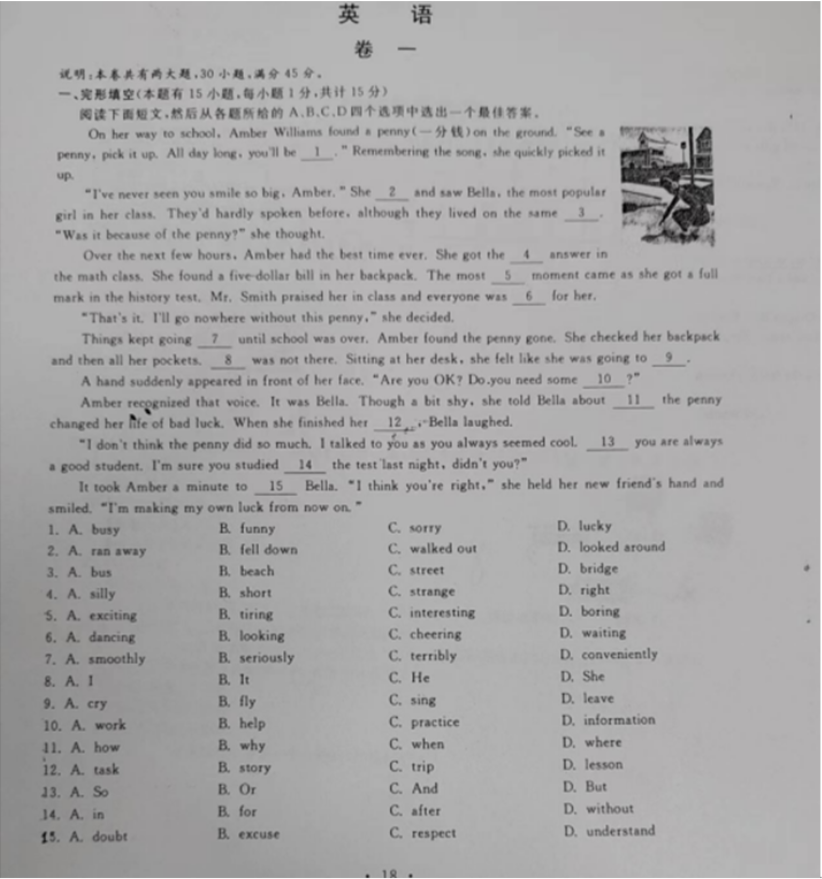 英 语
卷 一
说明:本卷共有两大题,30小题,满分45分。
一、完形填空(本题有15小题,每小题1分,共计15分)
阅读下面短文,然后从各题所给的A、B、C、D四个选项中选出一个最佳答案。
On her way to school, Amber Williams found a penny(一分钱)on the ground. "See a
penny, pick it up. All day long, you'll be 1 ." Remembering the song, she quickly picked it
up.
"I've never seen you smile so big, Amber." She 2 and saw Bella, the most popular
girl in her class. They'd hardly spoken before, although they lived on the same 3 .
"Was it because of the penny?" she thought.
Over the next few hours, Amber had the best time ever. She got the 4 answer in
the math class. She found a five-dollar bill in her backpack. The most 5 moment came as she got a full
mark in the history test. Mr. Smith praised her in class and everyone was 6 for her.
"That's it. I'll go nowhere without this penny," she decided.
Things kept going 7 until school was over. Amber found the penny gone. She checked her backpack
and then all her pockets. 8 was not there. Sitting at her desk, she felt like she was going to 9 .
A hand suddenly appeared in front of her face. "Are you OK? Do you need some 10 ?"
Amber recognized that voice. It was Bella. Though a bit shy, she told Bella about 11 the penny
changed her life of bad luck. When she finished her 12 , Bella laughed.
"I don't think the penny did so much. I talked to you as you always seemed cool. 13 you are always
a good student. I'm sure you studied 14 the test last night, didn't you?"
It took Amber a minute to 15 Bella. "I think you're right," she held her new friend's hand and
smiled. "I'm making my own luck from now on."
1. A. busy B. funny C. sorry D. lucky
2. A. ran away B. fell down C. walked out D. looked around
3. A. bus B. beach C. street D. bridge
4. A. silly B. short C. strange D. right
5. A. exciting B. tiring C. interesting D. boring
6. A. dancing B. looking C. cheering D. waiting
7. A. smoothly B. seriously C. terribly D. conveniently
8. A. I B. It C. He D. She
9. A. cry B. fly C. sing D. leave
10. A. work B. help C. practice D. information
11. A. how B. why C. when D. where
12. A. task B. story C. trip D. lesson
13. A. So B. Or C. And D. But
14. A. in B. for C. after D. without
15. A. doubt B. excuse C. respect D. understand
• 18 •